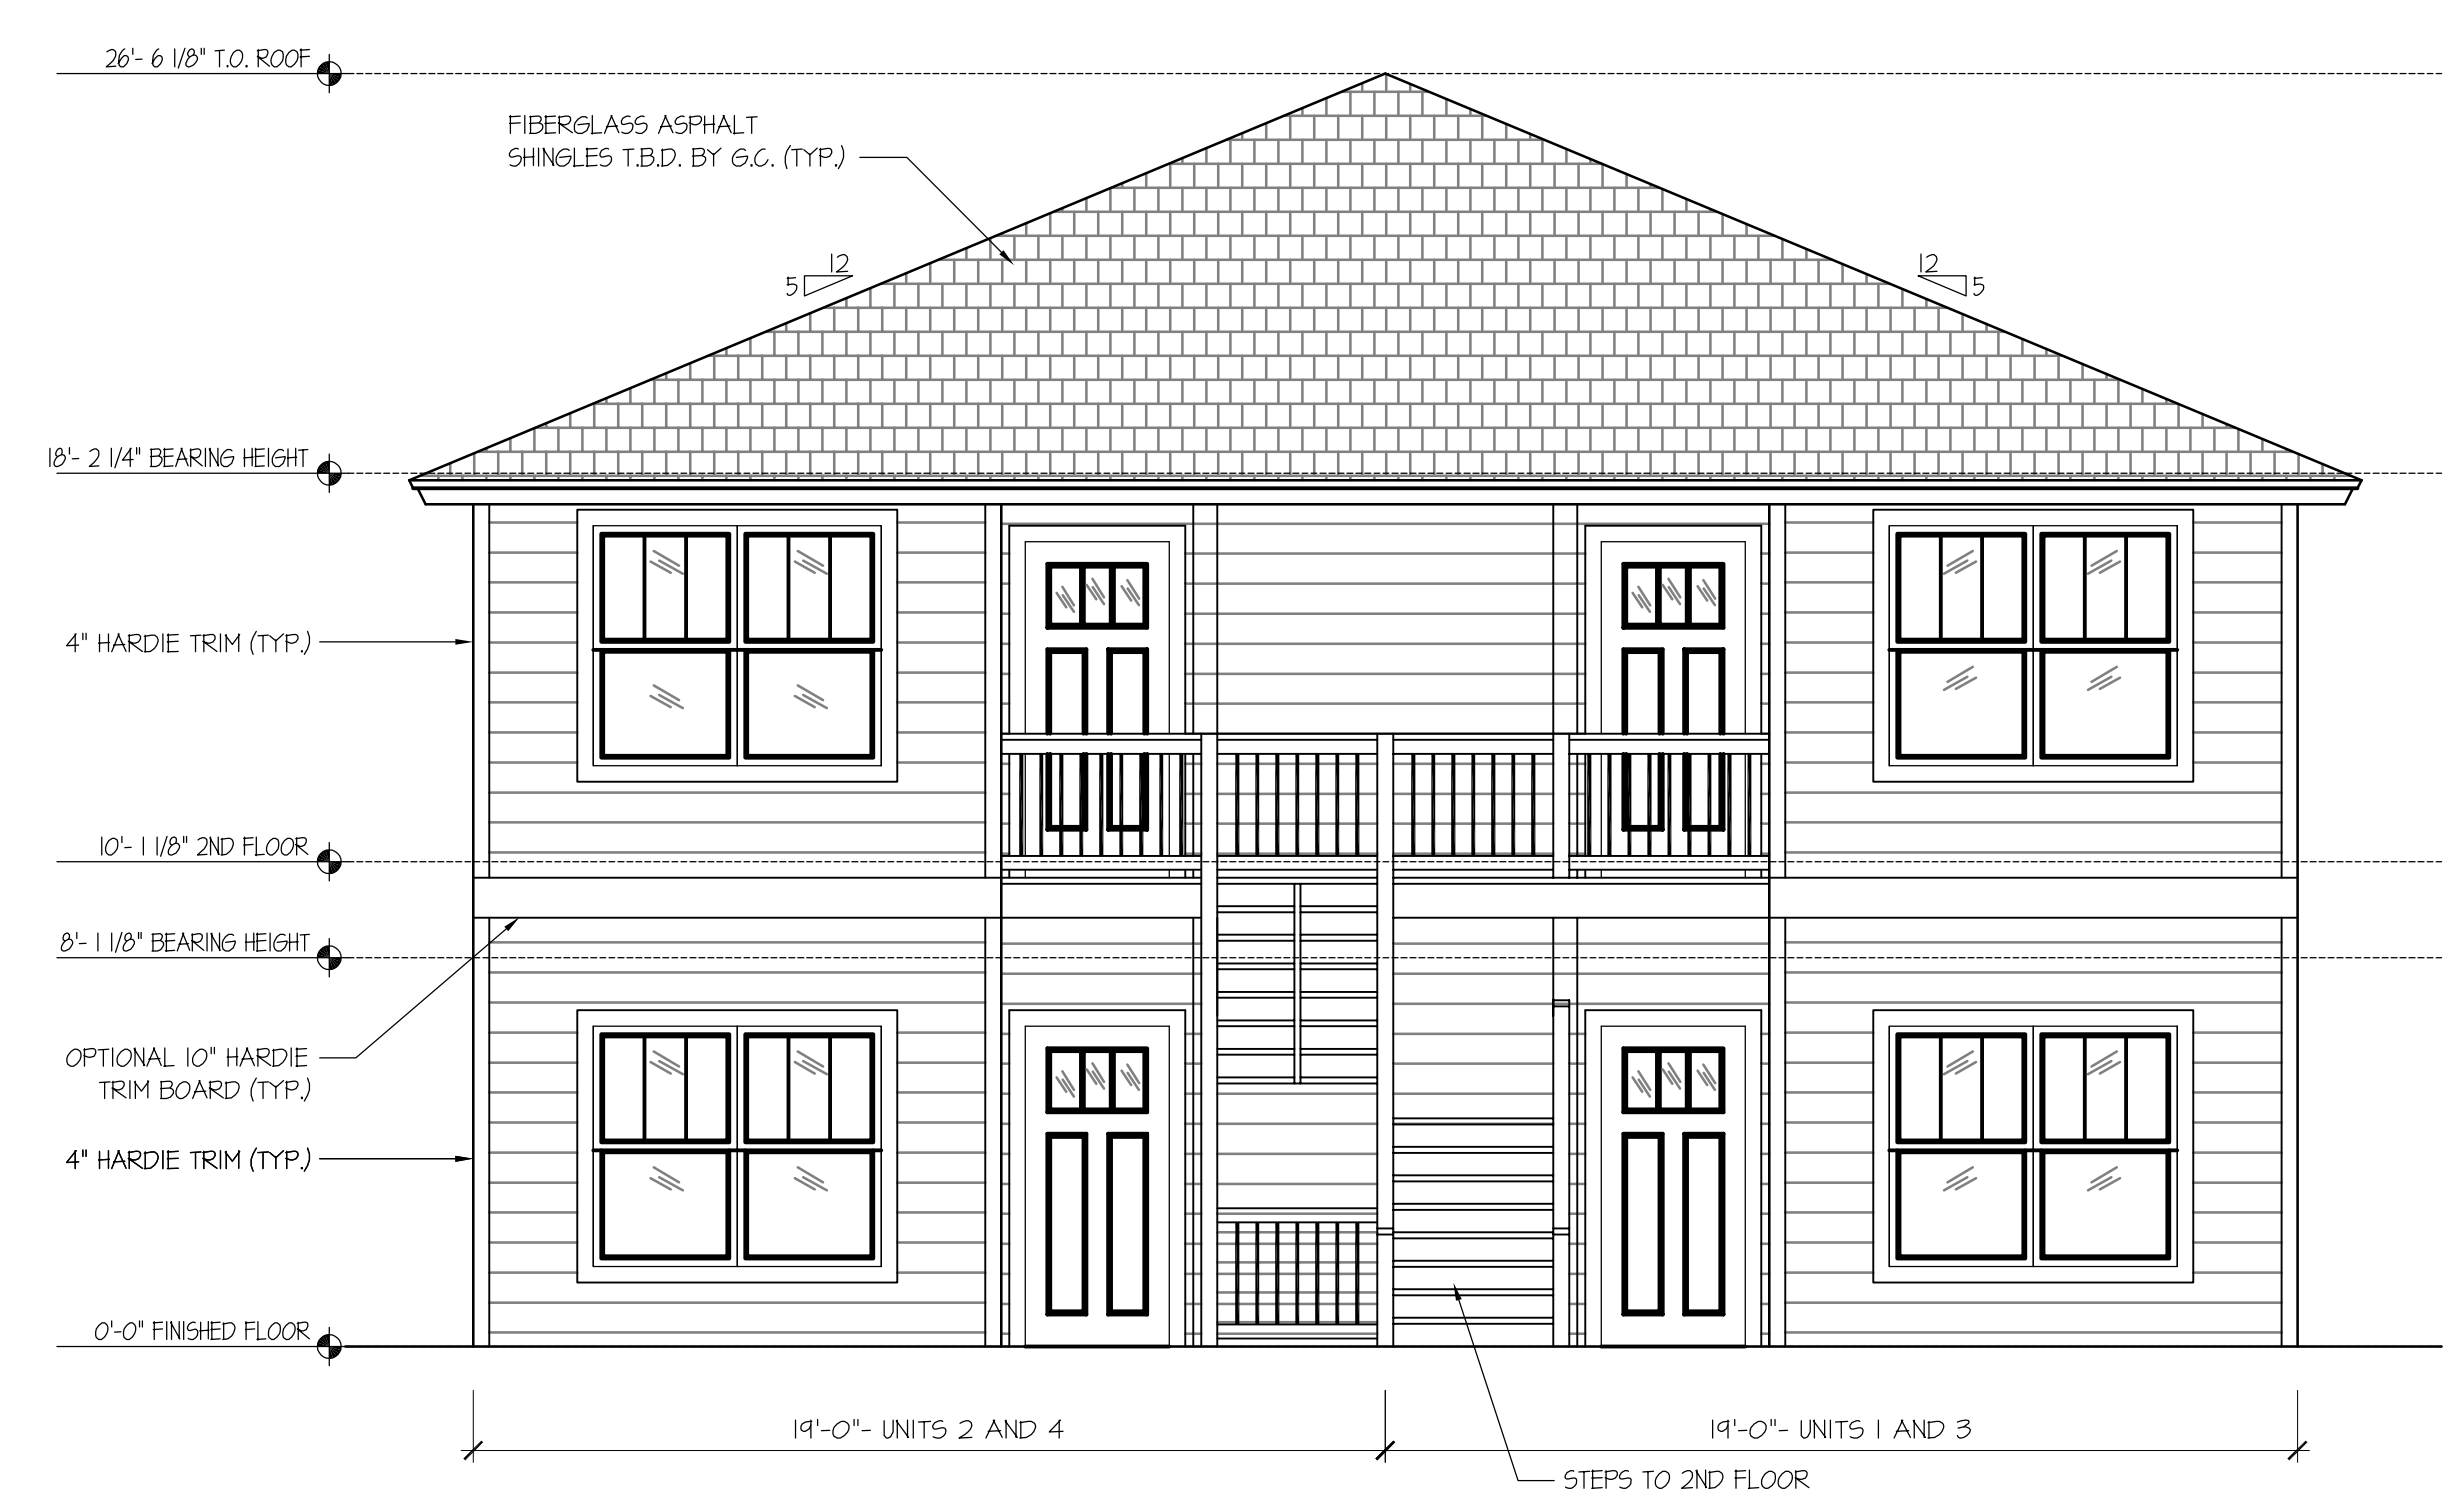 26'- 6 1/8" T.O. ROOF
FIBERGLASS ASPHALT
SHINGLES T.B.D. BY G.C. (TYP.)
12
5
12
5
18'- 2 1/4" BEARING HEIGHT
4" HARDIE TRIM (TYP.)
10'- 1 1/8" 2ND FLOOR
8'- 1 1/8" BEARING HEIGHT
OPTIONAL 10" HARDIE
TRIM BOARD (TYP.)
4" HARDIE TRIM (TYP.)
0'-0" FINISHED FLOOR
19'-0"- UNITS 2 AND 4
19'-0"- UNITS 1 AND 3
STEPS TO 2ND FLOOR